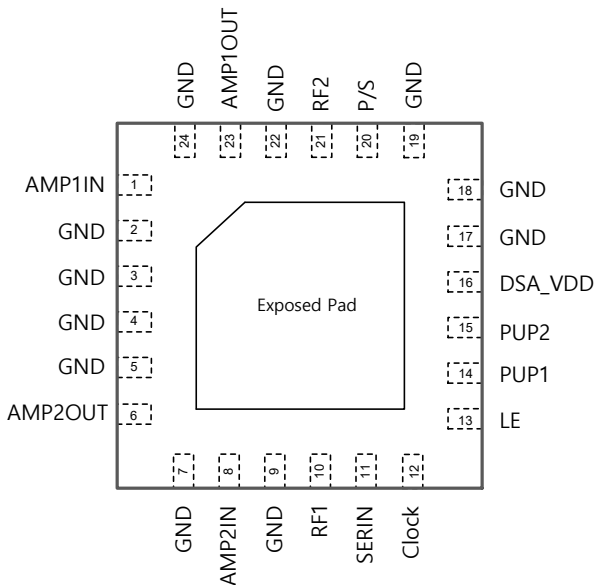 GND
AMP1OUT
GND
RF2
P/S
GND
24
23
22
21
20
19
AMP1IN 1
GND 2
GND 3
GND 4
GND 5
AMP2OUT 6
18 GND
17 GND
16 DSA_VDD
15 PUP2
14 PUP1
13 LE
Exposed Pad
7
8
9
10
11
12
GND
AMP2IN
GND
RF1
SERIN
Clock